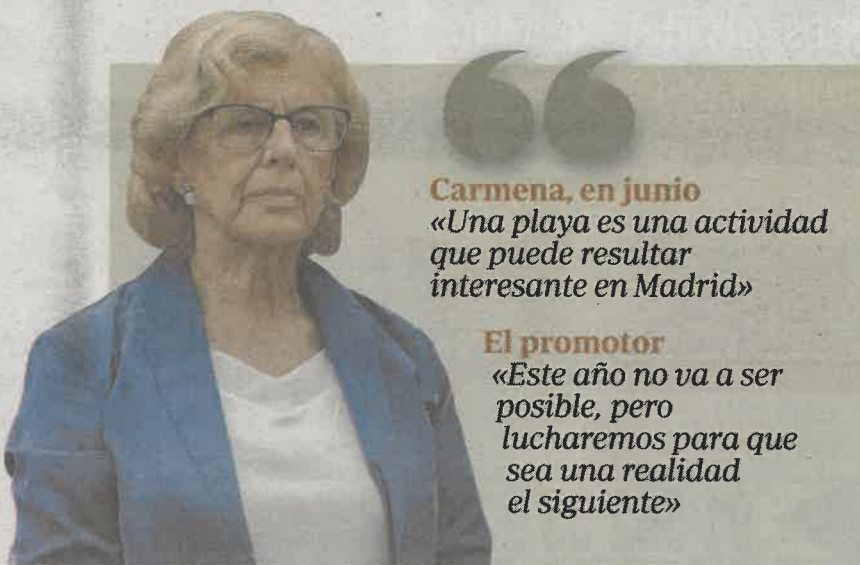 Carmena, en junio
«Una playa es una actividad
que puede resultar
interesante en Madrid»
El promotor
«Este año no va a ser
posible, pero
lucharemos para que
sea una realidad
el siguiente»